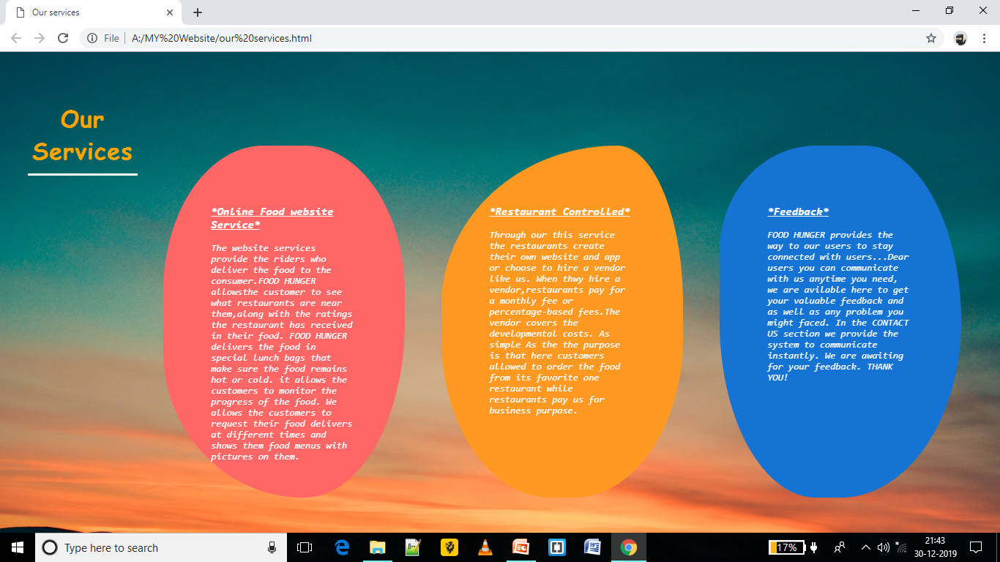 Our services
File
A:/MY%20Website/our%20services.html
Our
Services
*Online Food website
Service*
The website services
provide the riders who
deliver the food to the
consumer.FOOD HUNGER
allowsthe customer to see
what restaurants are near
them,along with the ratings
the restaurant has received
in their food. FOOD HUNGER
delivers the food in
special lunch bags that
make sure the food remains
hot or cold. it allows the
customers to monitor the
progress of the food. We
allows the customers to
request their food delivers
at different times and
shows them food menus with
pictures on them.
*Restaurant Controlled*
Through our this service
the restaurants create
their own website and app
or choose to hire a vendor
like us. When thwy hire a
vendor,restaurants pay for
a monthly fee or
percentage-based fees.The
vendor covers the
developmental costs. As
simple As the the purpose
is that here customers
allowed to order the food
from its favorite one
restaurant while
restaurants pay us for
business purpose.
*Feedback*
FOOD HUNGER provides the
way to our users to stay
connected with users...Dear
users you can communicate
with us anytime you need,
we are avilable here to get
your valuable feedback and
as well as any problem you
might faced. In the CONTACT
US section we provide the
system to communicate
instantly. We are awaiting
for your feedback. THANK
YOU!
Type here to search
17%
21:43
30-12-2019